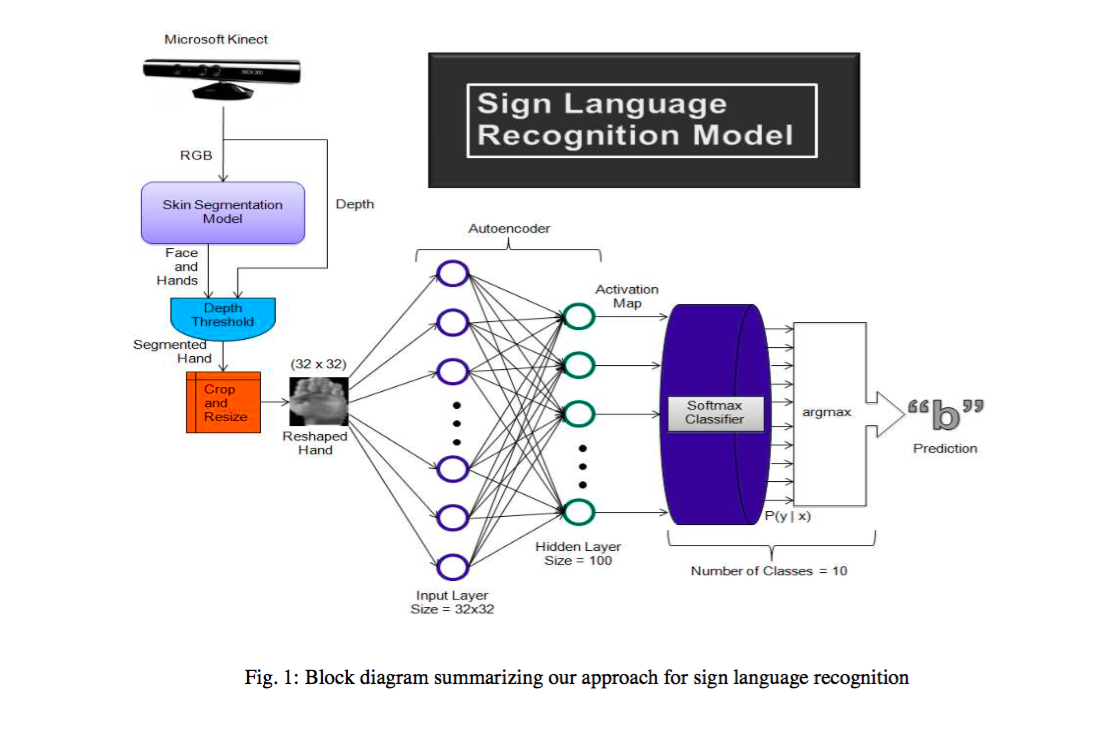 Microsoft Kinect
XBOX 360
Sign Language
Recognition Model
RGB
Depth
Skin Segmentation
Model
Face
and
Hands
Depth
Threshold
Segmented
Hand
Crop
and
Resize
(32 x 32)
Reshaped
Hand
Autoencoder
Activation
Map
Input Layer
Size = 32x32
Hidden Layer
Size = 100
Softmax
Classifier
P(y | x)
argmax
“b”
Prediction
Number of Classes = 10
Fig. 1: Block diagram summarizing our approach for sign language recognition